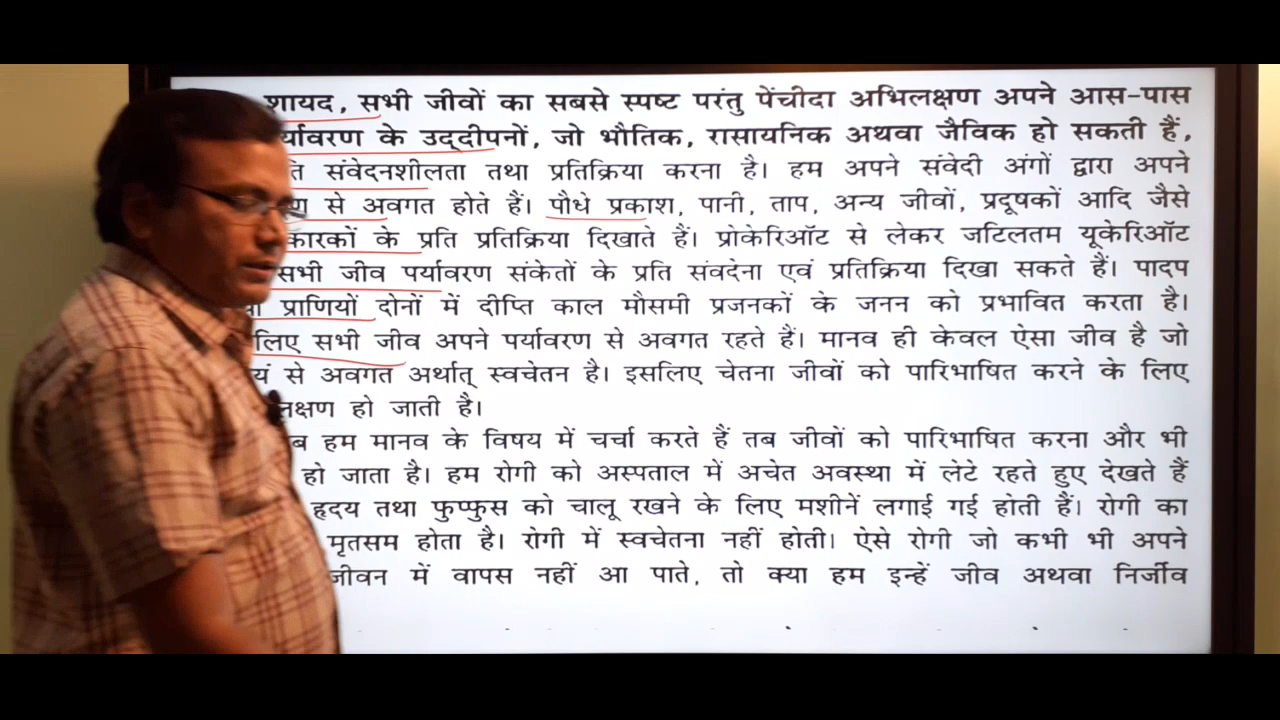 शायद, सभी जीवों का सबसे स्पष्ट परंतु पेंचीदा अभिलक्षण अपने आस-पास
र्यावरण के उद्दीपनों, जो भौतिक, रासायनिक अथवा जैविक हो सकती हैं,
ति संवेदनशीलता तथा प्रतिक्रिया करना है। हम अपने संवेदी अंगों द्वारा अपने
ण से अवगत होते हैं। पौधे प्रकाश, पानी, ताप, अन्य जीवों, प्रदूषकों आदि जैसे
कारकों के प्रति प्रतिक्रिया दिखाते हैं। प्रोकेरिऑट से लेकर जटिलतम यूकेरिऑट
सभी जीव पर्यावरण संकेतों के प्रति संवदेना एवं प्रतिक्रिया दिखा सकते हैं। पादप
प्राणियों दोनों में दीप्ति काल मौसमी प्रजनकों के जनन को प्रभावित करता है।
लिए सभी जीव अपने पर्यावरण से अवगत रहते हैं। मानव ही केवल ऐसा जीव है जो
यं से अवगत अर्थात् स्वचेतन है। इसलिए चेतना जीवों को पारिभाषित करने के लिए
लक्षण हो जाती है।
ब हम मानव के विषय में चर्चा करते हैं तब जीवों को पारिभाषित करना और भी
हो जाता है। हम रोगी को अस्पताल में अचेत अवस्था में लेटे रहते हुए देखते हैं
हृदय तथा फुप्फुस को चालू रखने के लिए मशीनें लगाई गई होती हैं। रोगी का
मृतसम होता है। रोगी में स्वचेतना नहीं होती। ऐसे रोगी जो कभी भी अपने
जीवन में वापस नहीं आ पाते, तो क्या हम इन्हें जीव अथवा निर्जीव